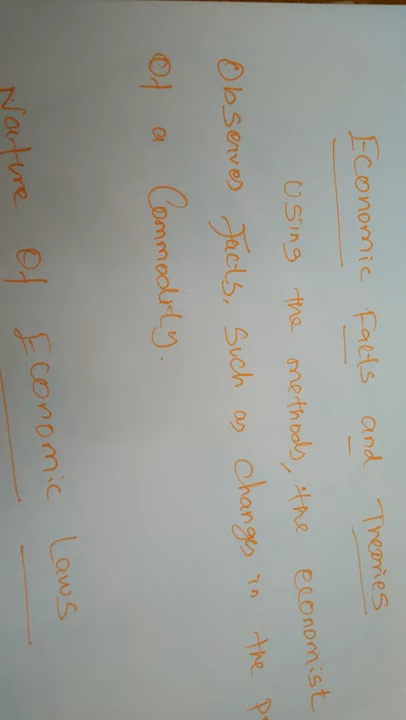 Economic Facts and Theories
Using the methods, the economist
Observes facts, such as changes in the
Of a Commodity.
Nature Of Economic Laws